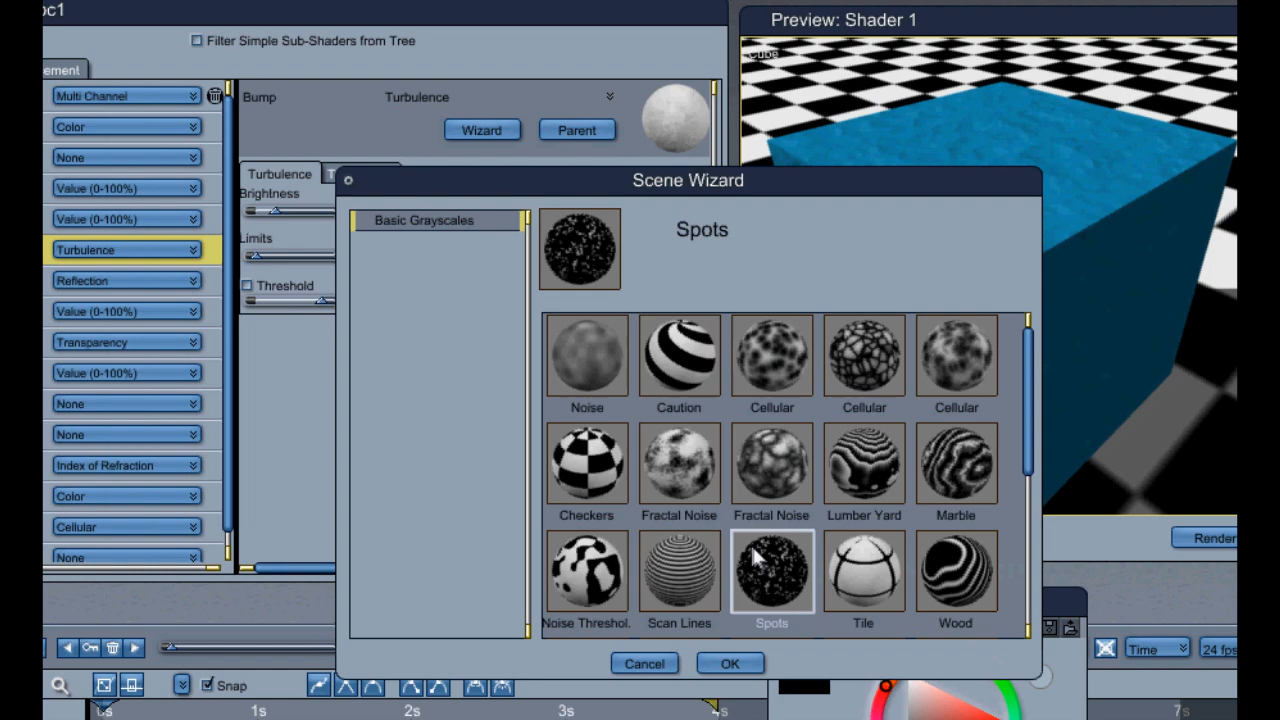 oc1
Filter Simple Sub-Shaders from Tree
ement
Multi Channel
Color
None
Value (0-100%)
Value (0-100%)
Turbulence
Reflection
Value (0-100%)
Transparency
Value (0-100%)
None
None
Index of Refraction
Color
Cellular
None
Bump
Turbulence
Wizard
Parent
Turbulence
Brightness
Limits
Threshold
Preview: Shader 1
Cube
Scene Wizard
Basic Grayscales
Spots
Noise
Caution
Cellular
Cellular
Cellular
Checkers
Fractal Noise
Fractal Noise
Lumber Yard
Marble
Noise Threshol.
Scan Lines
Spots
Tile
Wood
Cancel
OK
Render
Time
24 fps
Snap
0s
1s
2s
3s
4s
7s